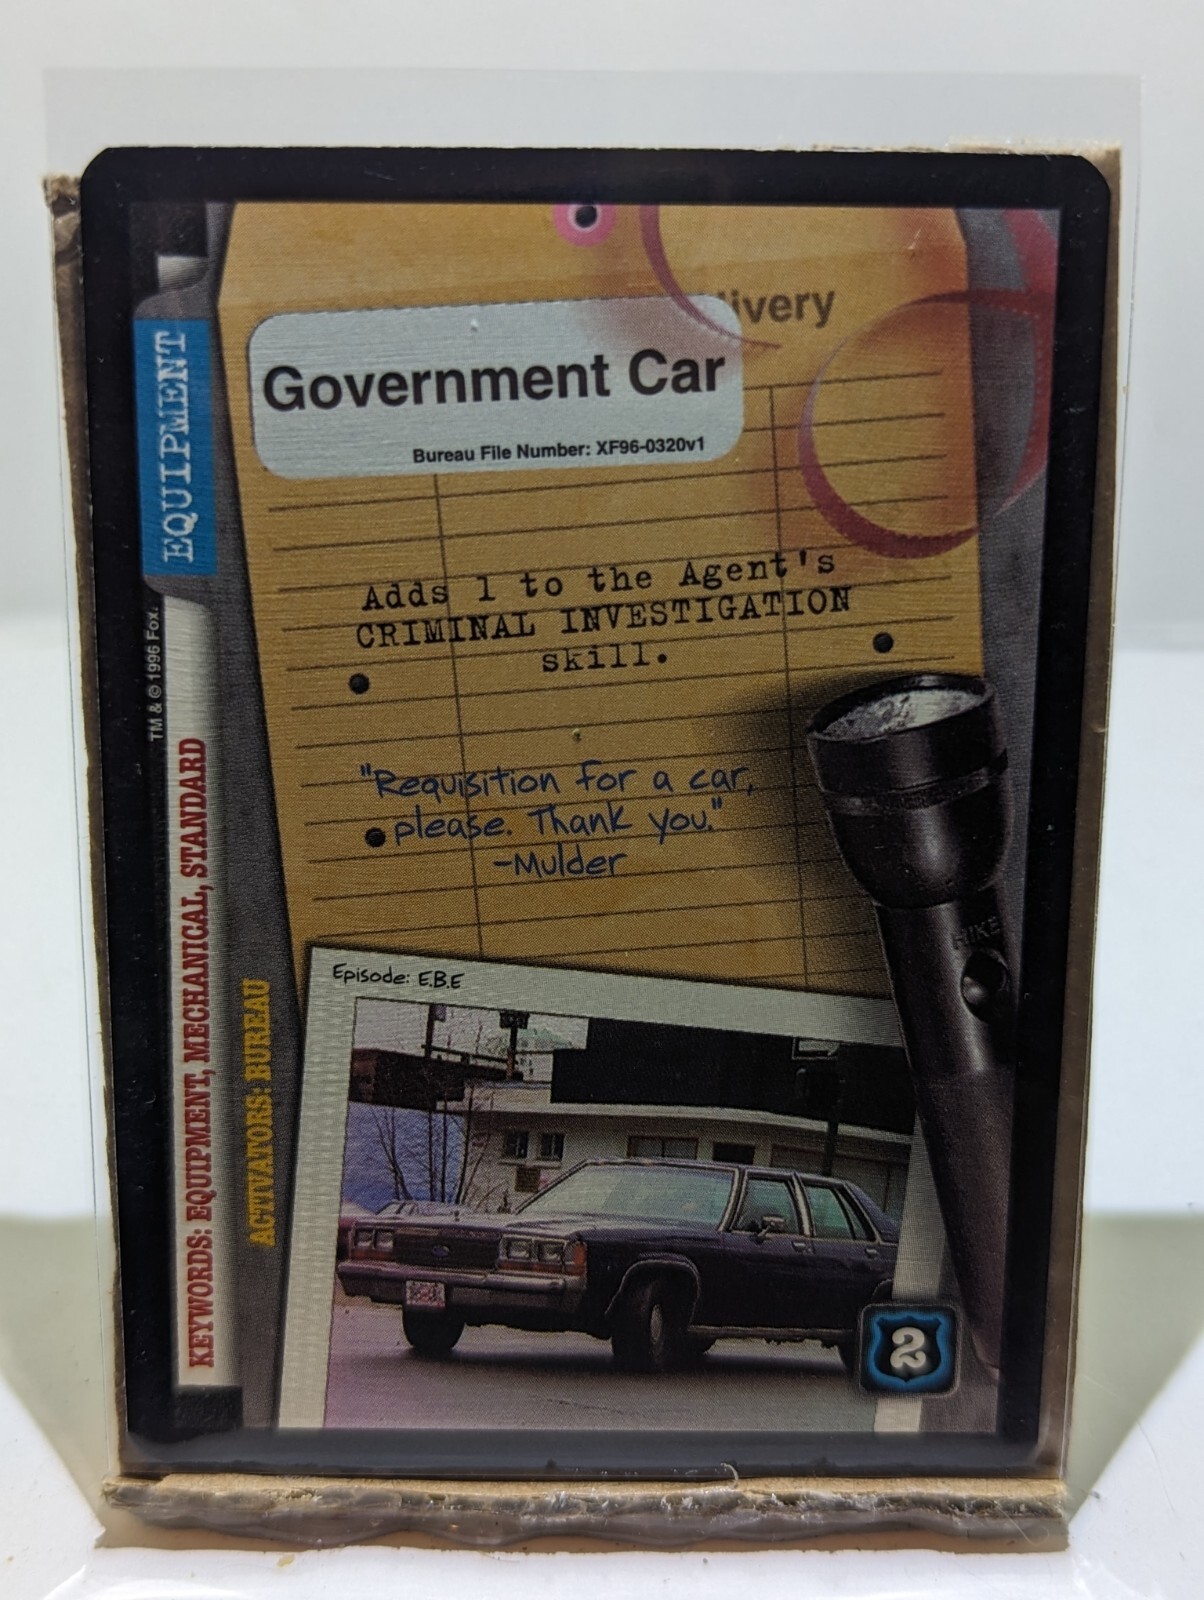 livery
Government Car
Bureau File Number: XF96-0320v1
EQUIPMENT
Adds 1 to the Agent's
CRIMINAL INVESTIGATION
skill.
TM & © 1996 Fox.
"Requisition for a car,
please. Thank you."
-Mulder
KEYWORDS: EQUIPMENT, MECHANICAL, STANDARD
ACTIVATORS: BUREAU
Episode: E.B.E
2